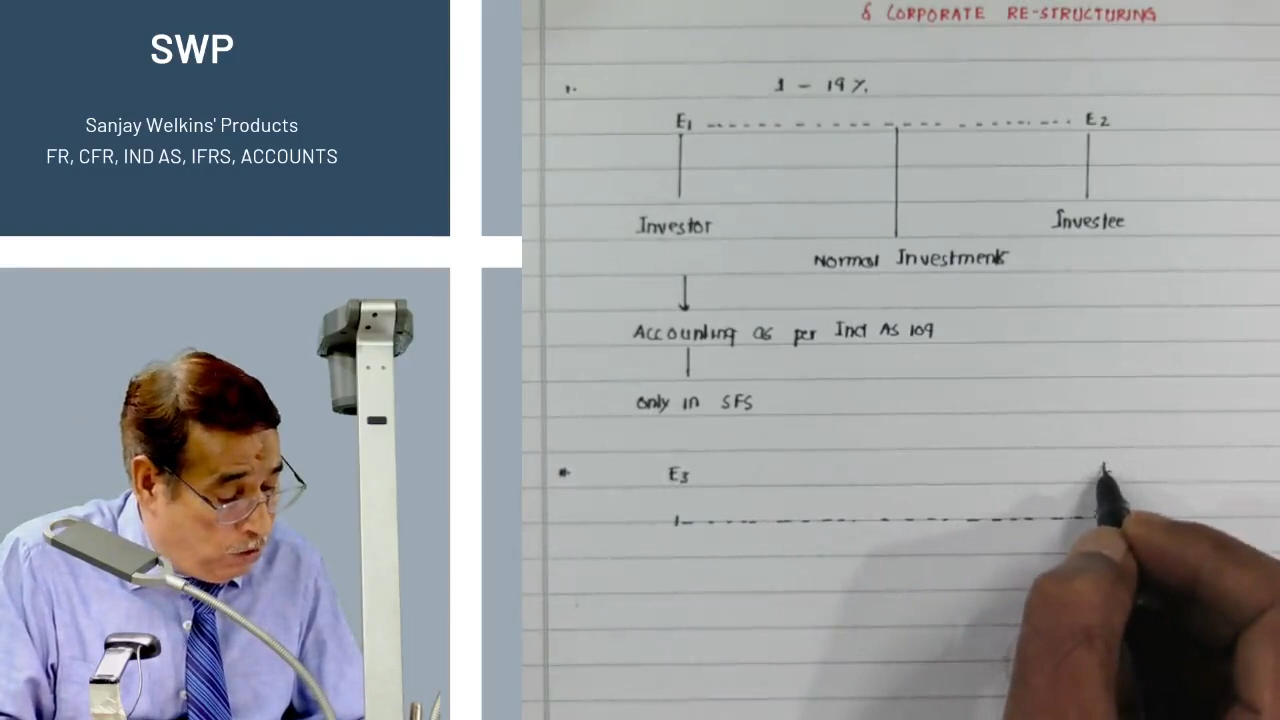 SWP
Sanjay Welkins' Products
FR, CFR, IND AS, IFRS, ACCOUNTS
& CORPORATE RE-STRUCTURING
1. 1 - 19 %.
E1 E2
Investor Investee
Normal Investment
Accounting as per Ind AS 109
only in SFS
* E3